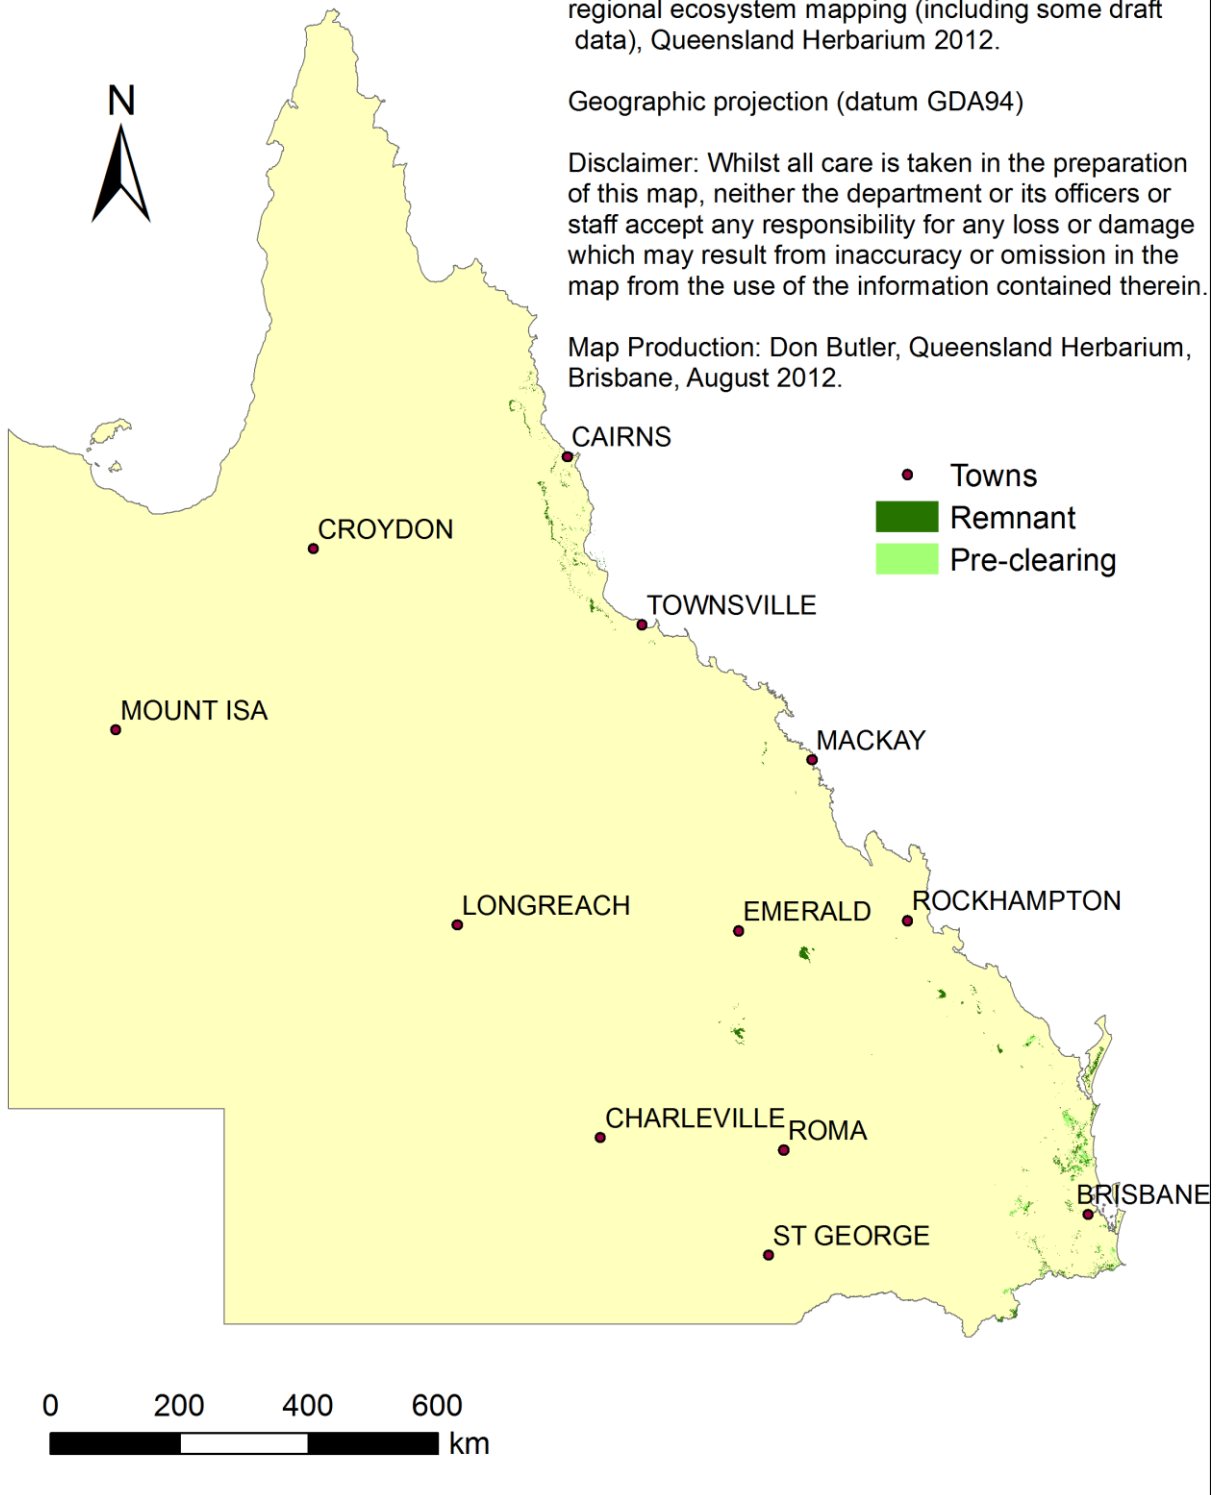 regional ecosystem mapping (including some draft
data), Queensland Herbarium 2012.
Geographic projection (datum GDA94)
Disclaimer: Whilst all care is taken in the preparation
of this map, neither the department or its officers or
staff accept any responsibility for any loss or damage
which may result from inaccuracy or omission in the
map from the use of the information contained therein.
Map Production: Don Butler, Queensland Herbarium,
Brisbane, August 2012.
N
CAIRNS
Towns
Remnant
Pre-clearing
CROYDON
TOWNSVILLE
MOUNT ISA
MACKAY
LONGREACH
EMERALD
ROCKHAMPTON
CHARLEVILLE
ROMA
BRISBANE
ST GEORGE
0 200 400 600
km